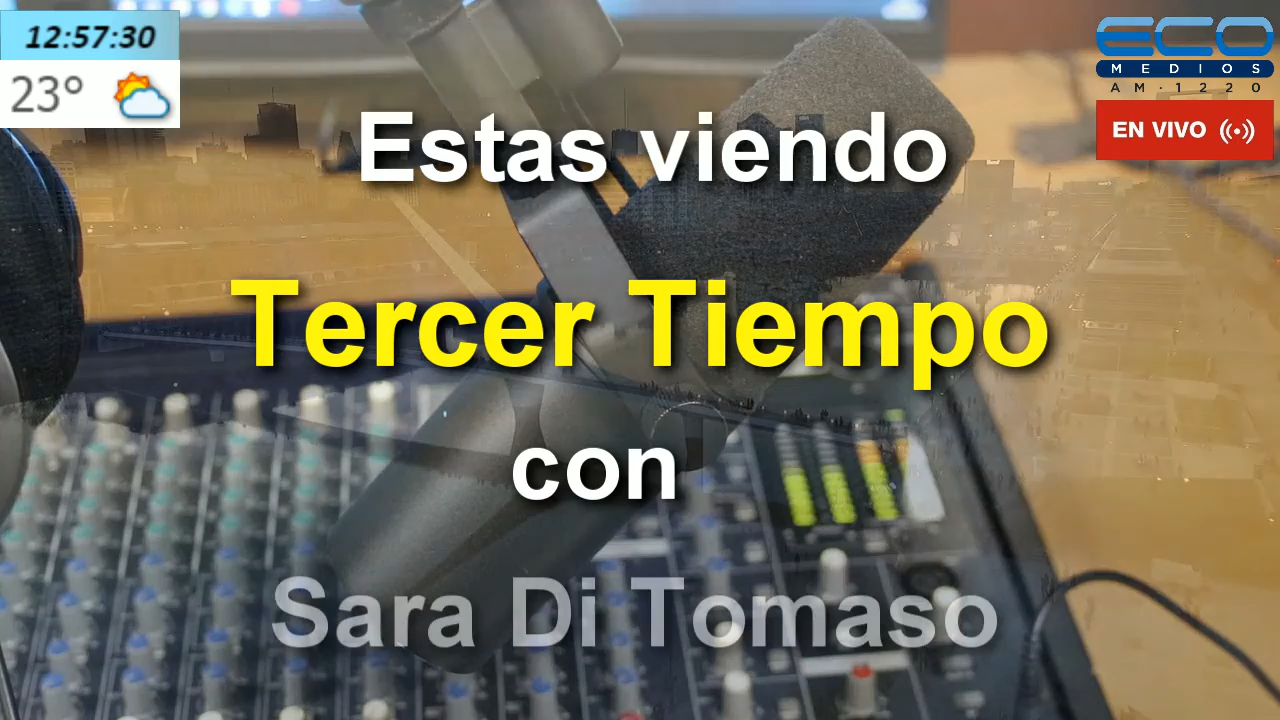 12:57:30
23°
ECO
MEDIOS
AM·1220
EN VIVO
Estas viendo
Tercer Tiempo
con
Sara Di Tomaso